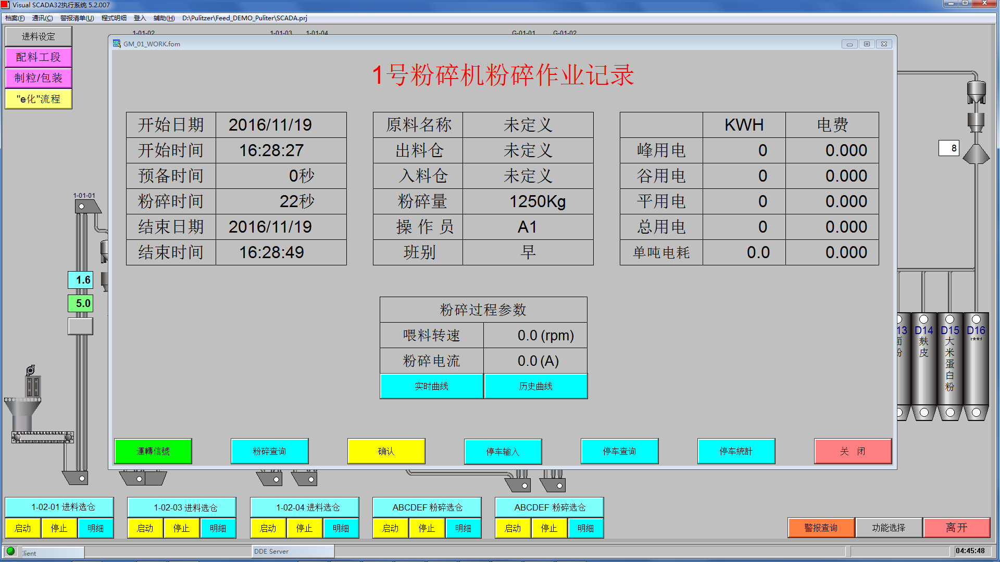 Visual SCADA32执行系统 5.2.007
档案(F) 通讯(C) 警报清单(U) 程式明细 登入 辅助(H) D:\Pulitzer\Feed_DEMO_Puliter\SCADA.prj
进料设定
配料工段
制粒/包装
"e化"流程
1-01-02
1-01-03
1-01-04
G-01-01
G-01-02
GM_01_WORK.fom
1号粉碎机粉碎作业记录
开始日期 2016/11/19
开始时间 16:28:27
预备时间 0秒
粉碎时间 22秒
结束日期 2016/11/19
结束时间 16:28:49
原料名称 未定义
出料仓 未定义
入料仓 未定义
粉碎量 1250Kg
操 作 员 A1
班别 早
KWH 电费
峰用电 0 0.000
谷用电 0 0.000
平用电 0 0.000
总用电 0 0.000
单吨电耗 0.0 0.000
8
1-01-01
1.6
5.0
粉碎过程参数
喂料转速 0.0 (rpm)
粉碎电流 0.0 (A)
实时曲线 历史曲线
13 面粉
D14 麸皮
D15 大米蛋白粉
D16 ****
運轉信號 粉碎查询 确认 停车输入 停车查询 停车統計 关 闭
1-02-01 进料选仓
启动 停止 明细
1-02-03 进料选仓
启动 停止 明细
1-02-04 进料选仓
启动 停止 明细
ABCDEF 粉碎选仓
启动 停止 明细
ABCDEF 粉碎选仓
启动 停止 明细
警报查询 功能选择 离开
Client
DDE Server
04:45:48